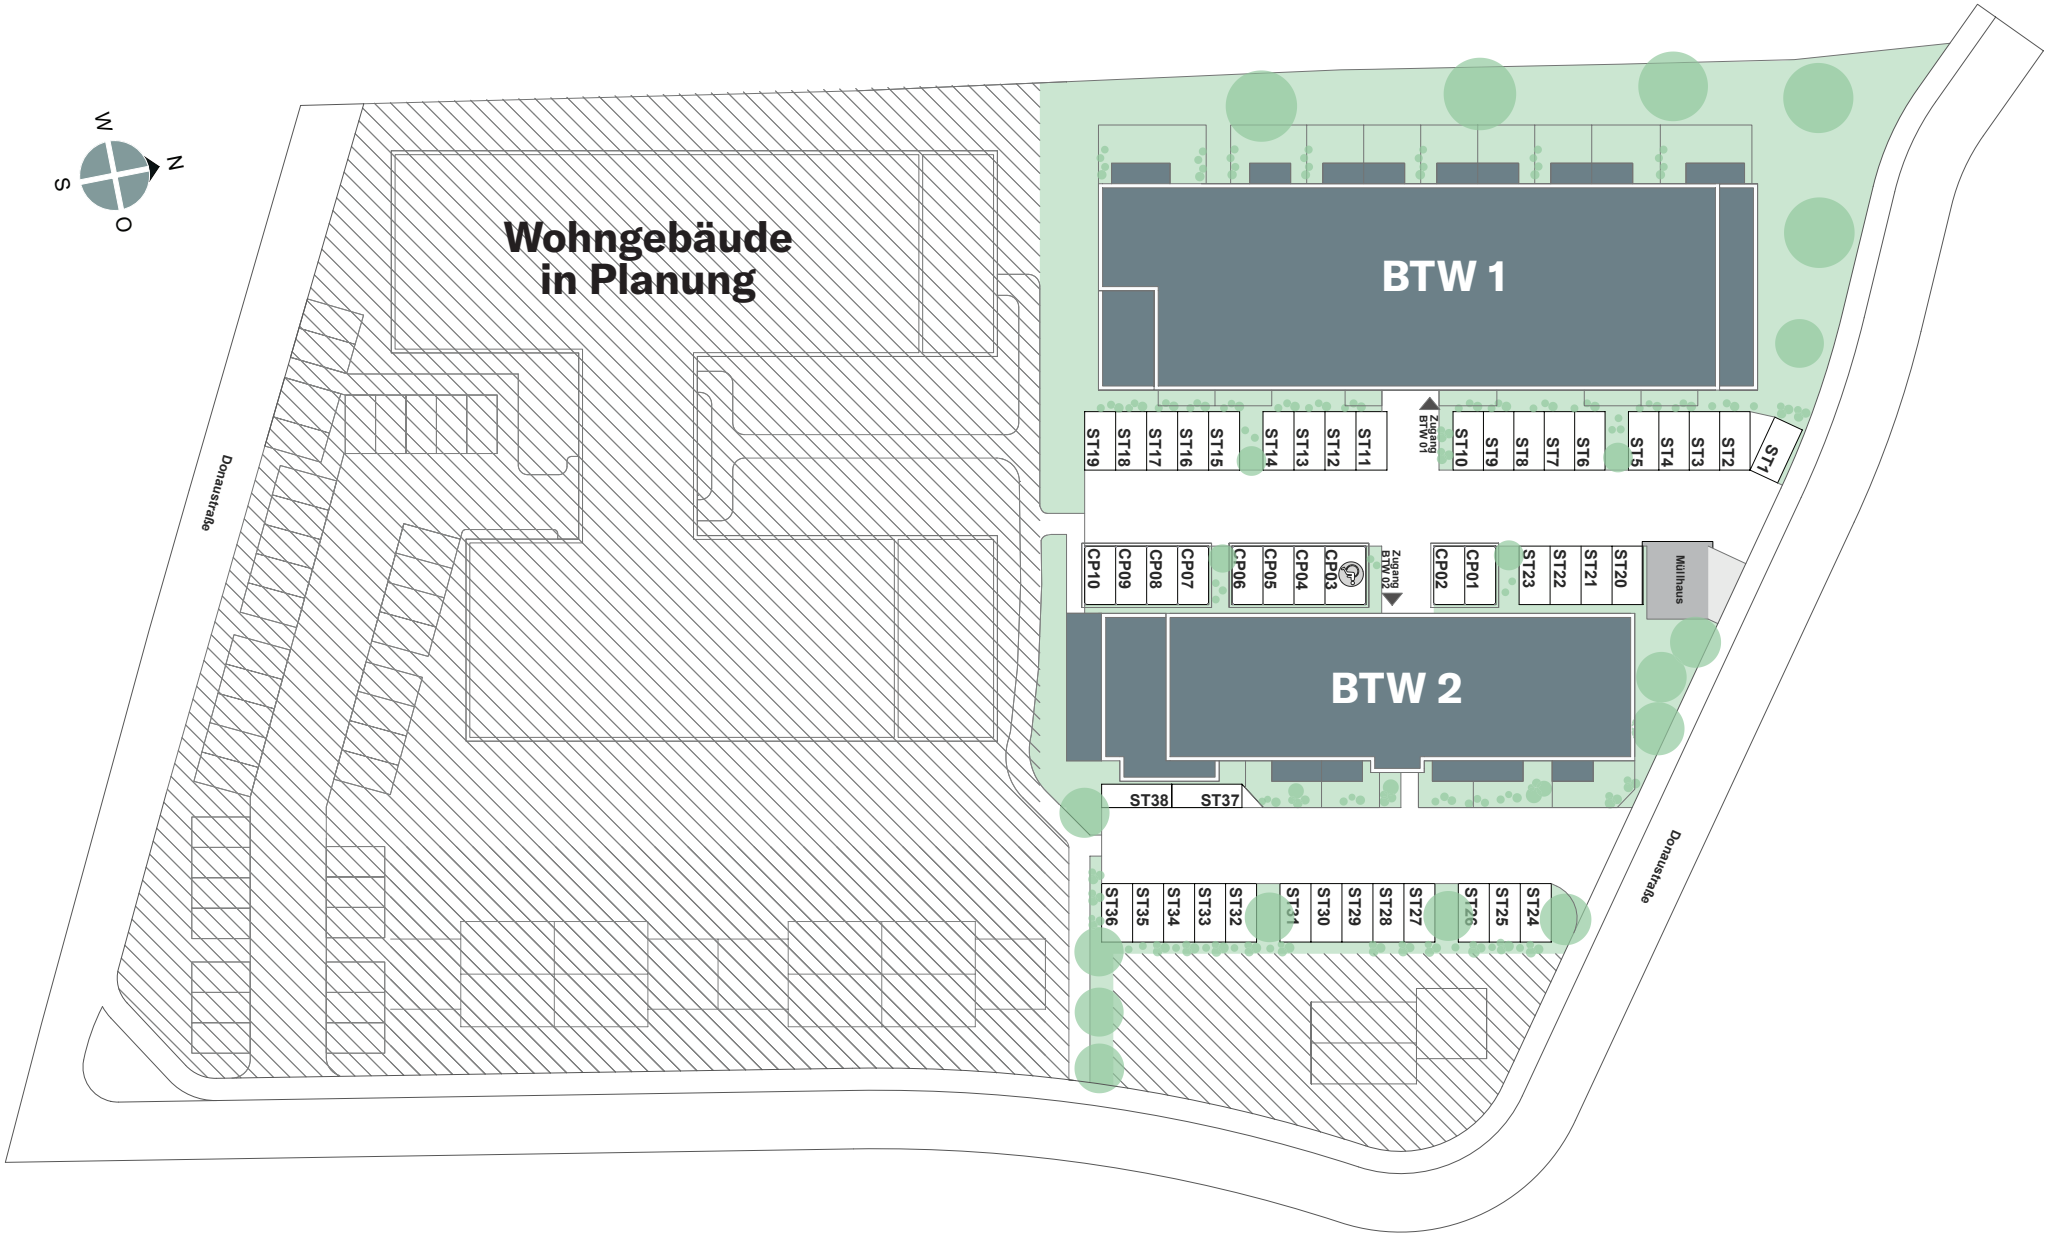 W
N
S
O
Wohngebäude
in Planung
BTW 1
Donaustraße
ST19
ST18
ST17
ST16
ST15
ST14
ST13
ST12
ST11
Zugang
BTW 01
ST10
ST9
ST8
ST7
ST6
ST5
ST4
ST3
ST2
ST1
CP10
CP09
CP08
CP07
CP06
CP05
CP04
CP03
Zugang
BTW 02
CP02
CP01
ST23
ST22
ST21
ST20
Müllhaus
BTW 2
ST38
ST37
Donaustraße
ST36
ST35
ST34
ST33
ST32
ST31
ST30
ST29
ST28
ST27
ST26
ST25
ST24